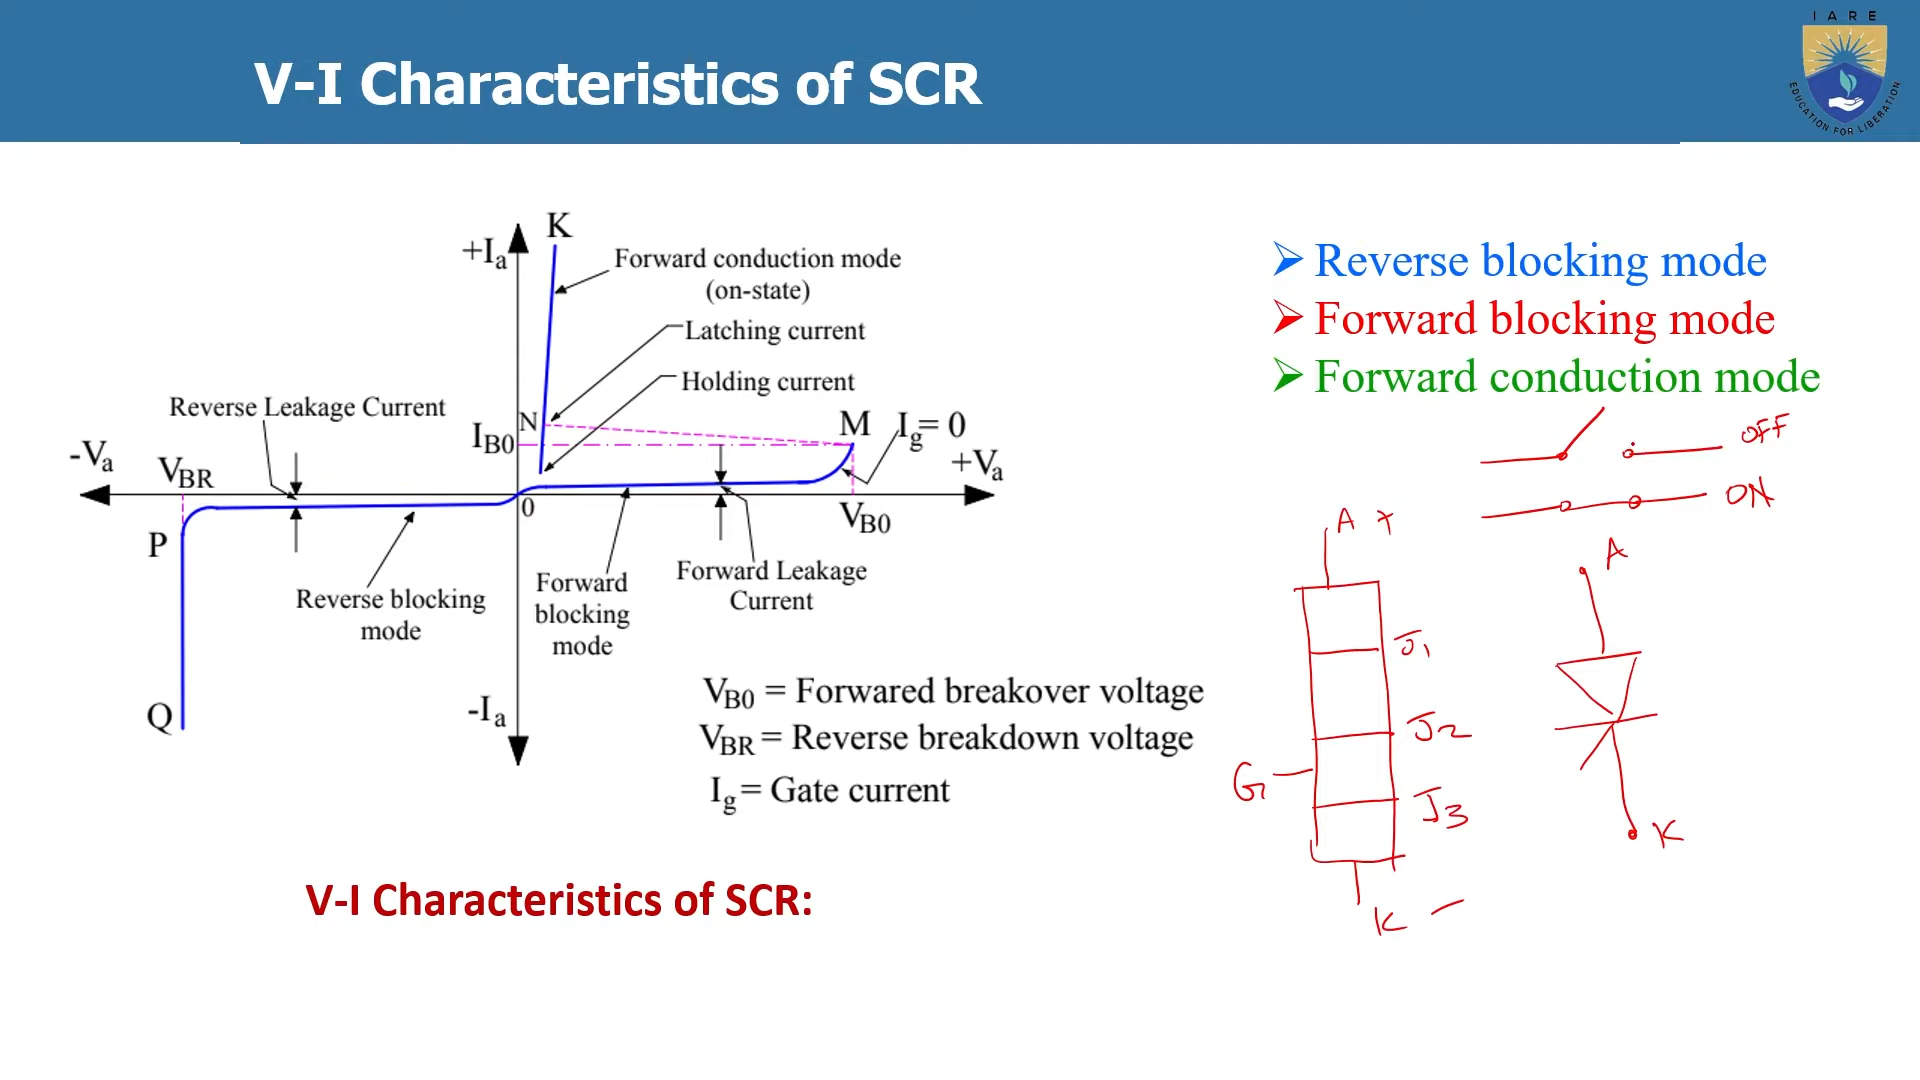 I A R E
EDUCATION FOR LIBERATION
V-I Characteristics of SCR
K
+Ia
Forward conduction mode
(on-state)
Latching current
Holding current
Reverse Leakage Current
N
M
Ig= 0
IB0
-Va
VBR
+Va
0
VB0
P
Reverse blocking
mode
Forward
blocking
mode
Forward Leakage
Current
Q
-Ia
VB0 = Forwared breakover voltage
VBR = Reverse breakdown voltage
Ig = Gate current
V-I Characteristics of SCR:
➢ Reverse blocking mode
➢ Forward blocking mode
➢ Forward conduction mode
OFF
ON
A +
J1
J2
G
J3
K –
A
K